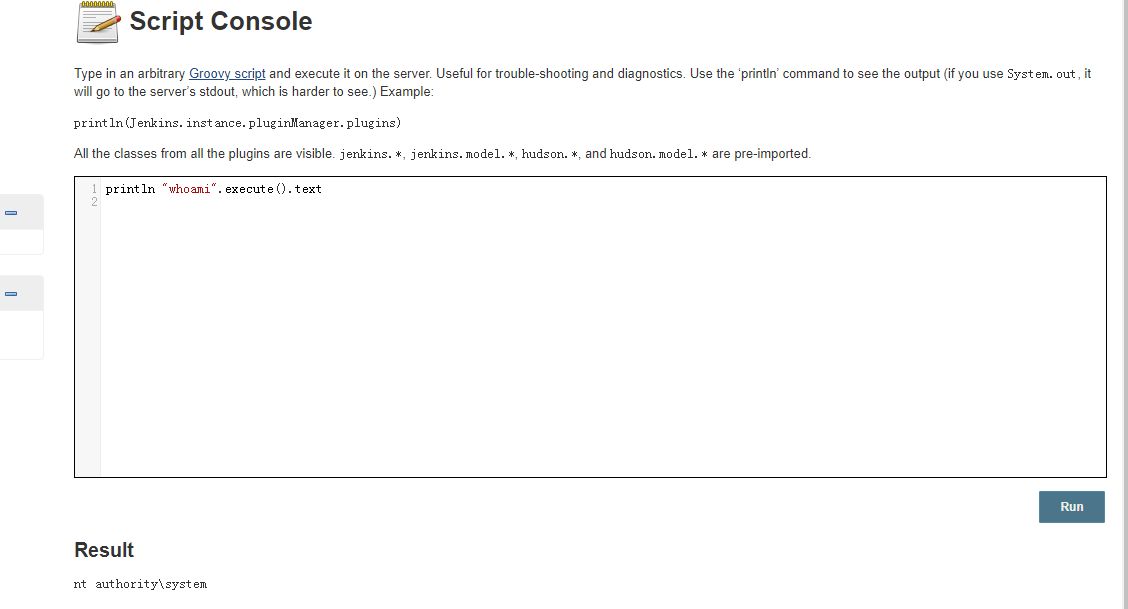 Script Console
Type in an arbitrary Groovy script and execute it on the server. Useful for trouble-shooting and diagnostics. Use the 'println' command to see the output (if you use System.out, it
will go to the server's stdout, which is harder to see.) Example:
println(Jenkins.instance.pluginManager.plugins)
All the classes from all the plugins are visible. jenkins.*, jenkins.model.*, hudson.*, and hudson.model.* are pre-imported.
1 println "whoami".execute().text
2
Run
Result
nt authority\system